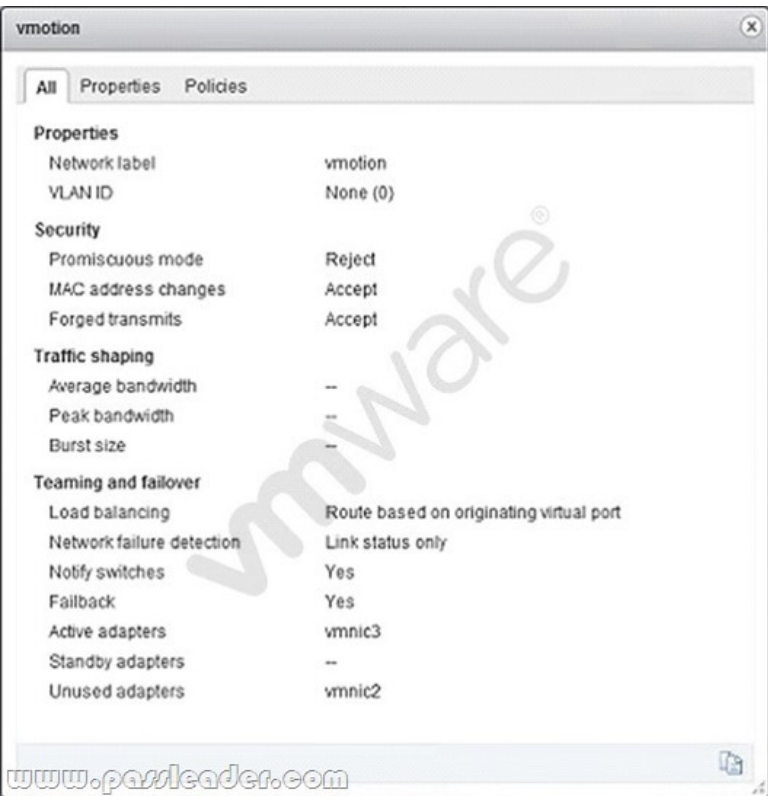 vmotion
All Properties Policies
Properties
Network label vmotion
VLAN ID None (0)
Security
Promiscuous mode Reject
MAC address changes Accept
Forged transmits Accept
Traffic shaping
Average bandwidth --
Peak bandwidth --
Burst size --
Teaming and failover
Load balancing Route based on originating virtual port
Network failure detection Link status only
Notify switches Yes
Failback Yes
Active adapters vmnic3
Standby adapters --
Unused adapters vmnic2
vmware®
www.passleader.com